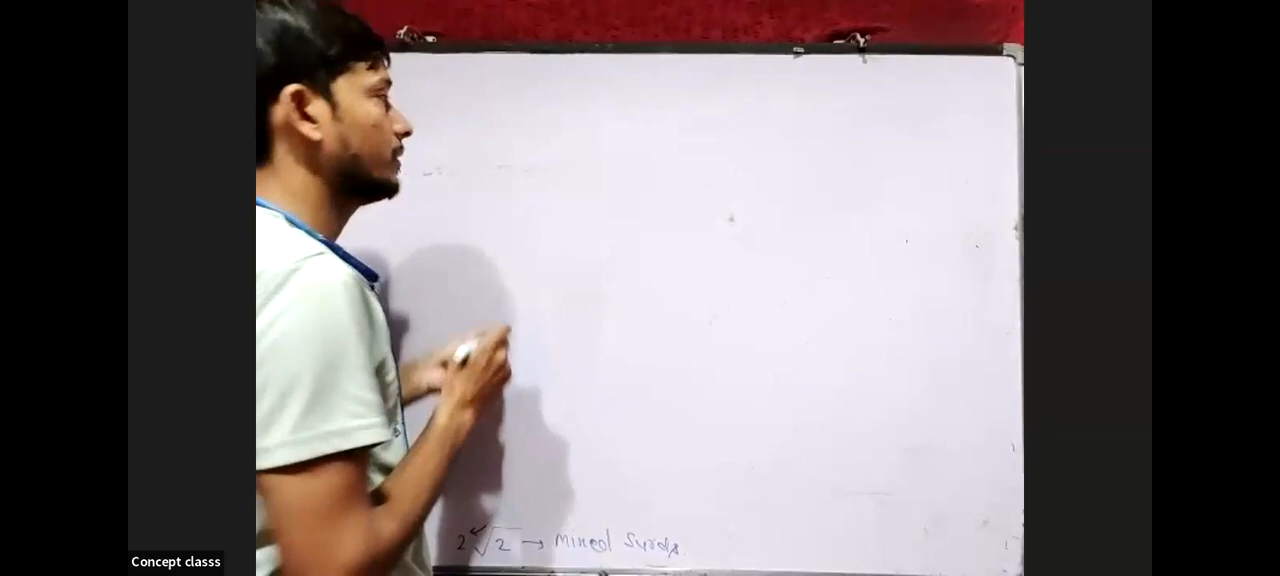 2√2 → Mixed Surds
Concept classs